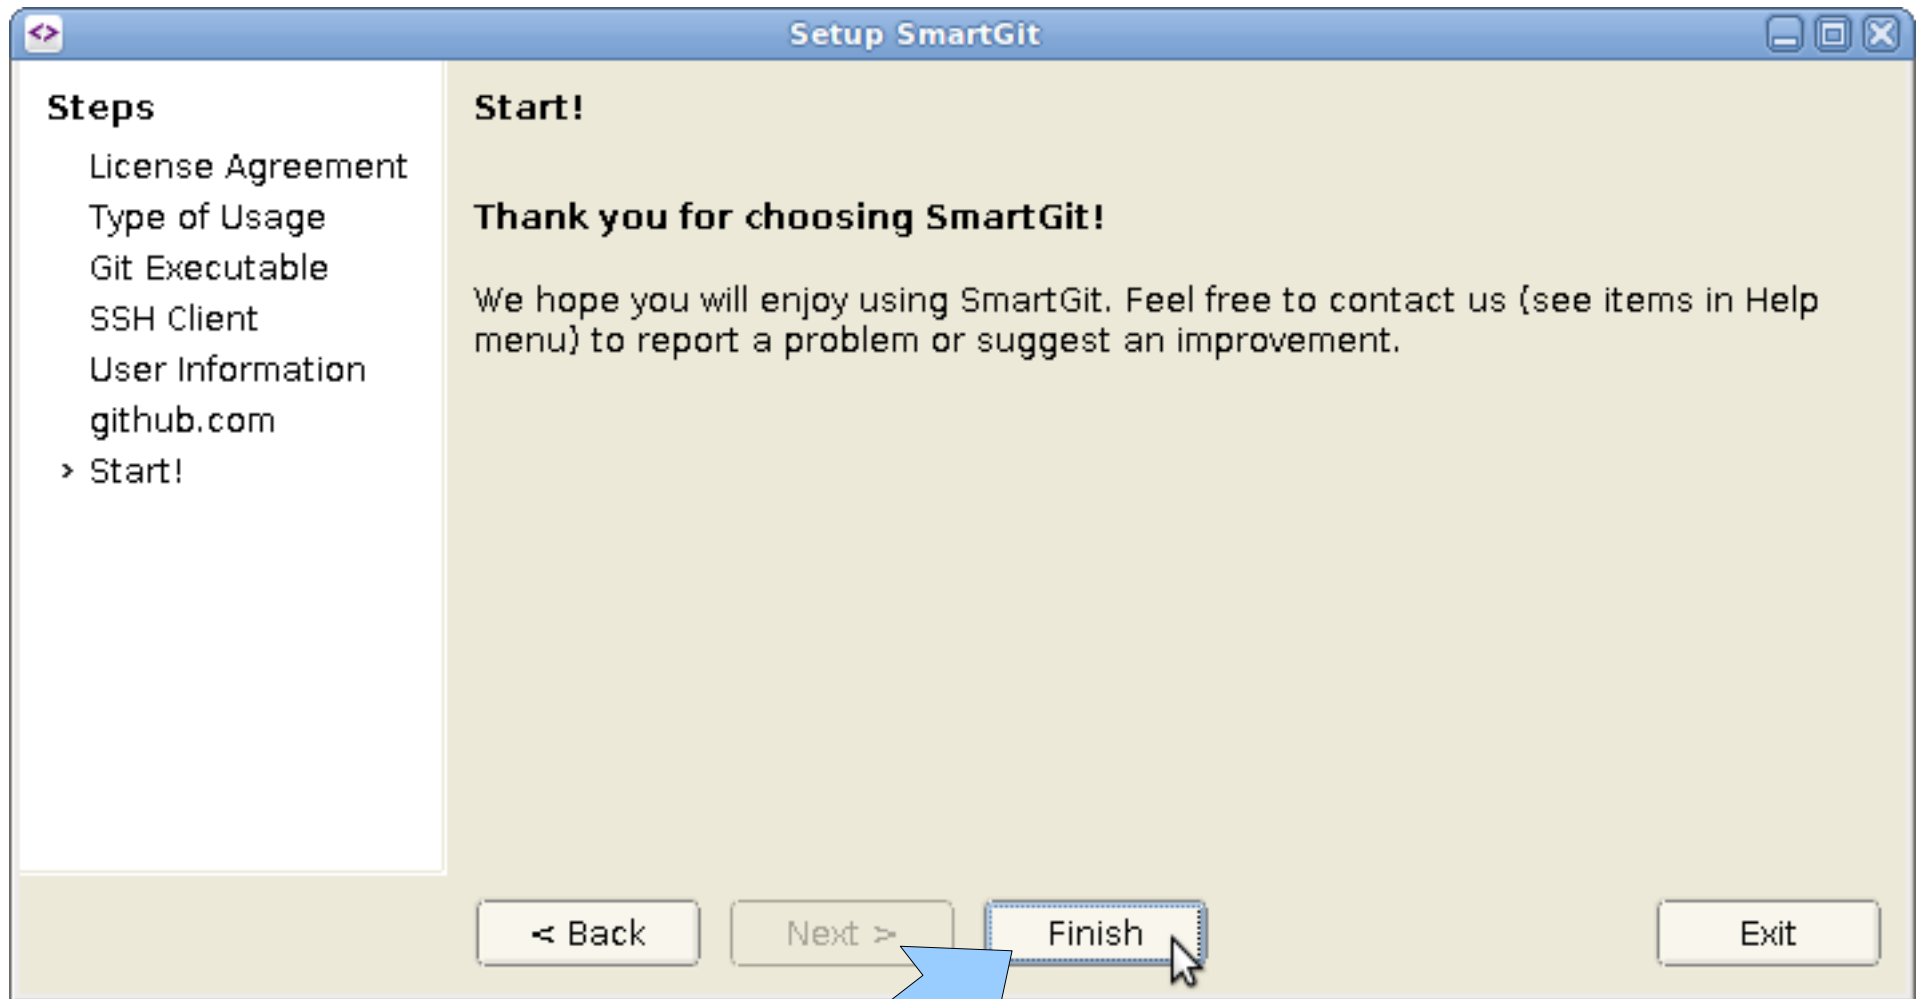 Setup SmartGit
Steps
License Agreement
Type of Usage
Git Executable
SSH Client
User Information
github.com
> Start!
Start!
Thank you for choosing SmartGit!
We hope you will enjoy using SmartGit. Feel free to contact us (see items in Help
menu) to report a problem or suggest an improvement.
< Back
Next >
Finish
Exit